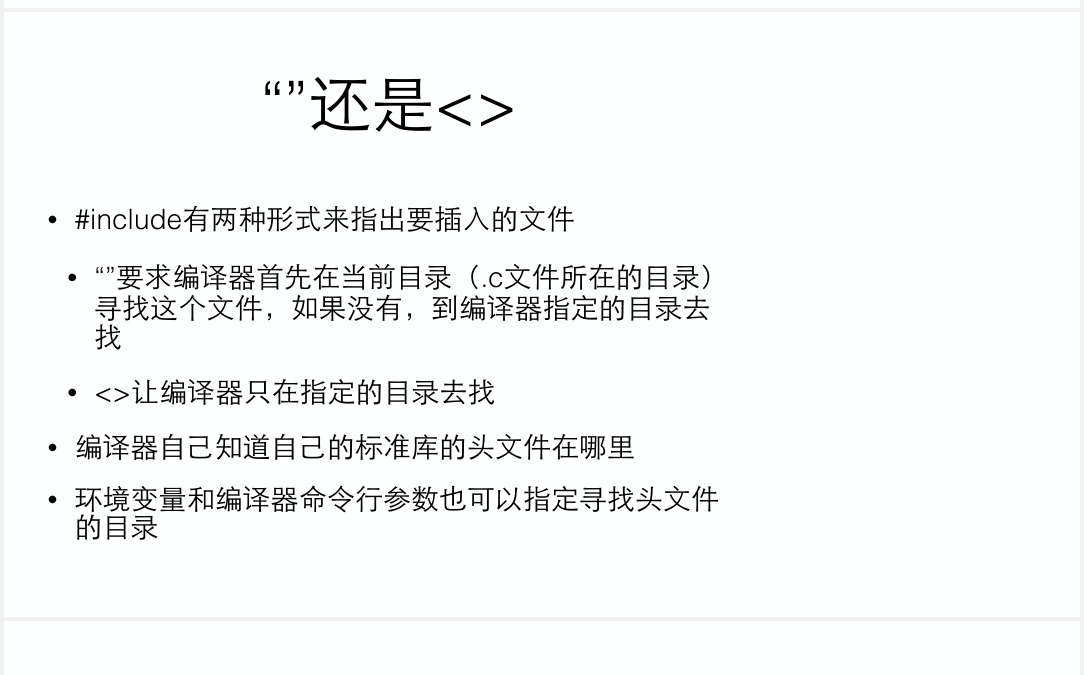 “”还是<>
• #include有两种形式来指出要插入的文件
• “”要求编译器首先在当前目录（.c文件所在的目录）
寻找这个文件，如果没有，到编译器指定的目录去
找
• <>让编译器只在指定的目录去找
• 编译器自己知道自己的标准库的头文件在哪里
• 环境变量和编译器命令行参数也可以指定寻找头文件
的目录